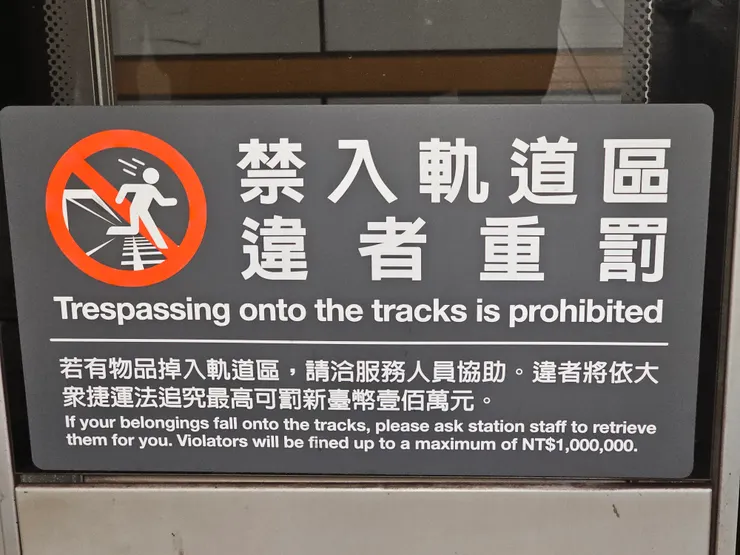 禁入軌道區
違者重罰
Trespassing onto the tracks is prohibited
若有物品掉入軌道區，請洽服務人員協助。違者將依大
眾捷運法追究最高可罰新臺幣壹佰萬元。
If your belongings fall onto the tracks, please ask station staff to retrieve
them for you. Violators will be fined up to a maximum of NT$1,000,000.